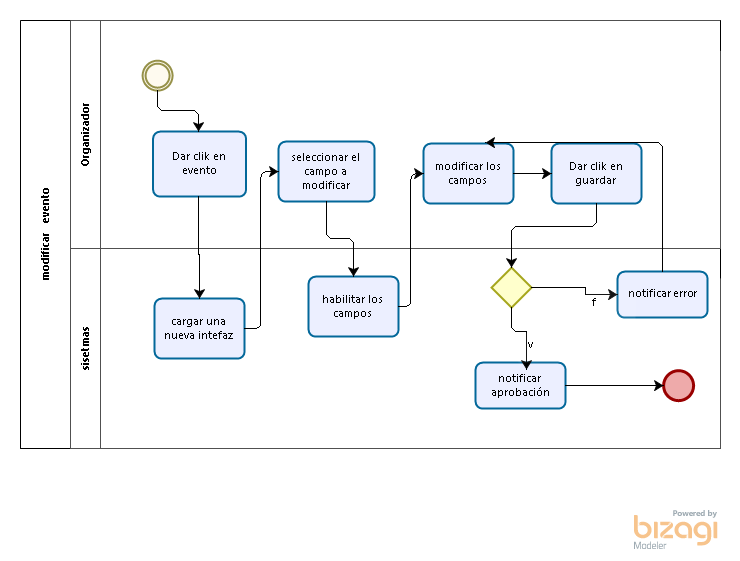 modificar evento
Organizador
sisetmas
Dar clik en
evento
seleccionar el
campo a
modificar
modificar los
campos
Dar clik en
guardar
cargar una
nueva intefaz
habilitar los
campos
f
notificar error
v
notificar
aprobación
Powered by
bizagi
Modeler